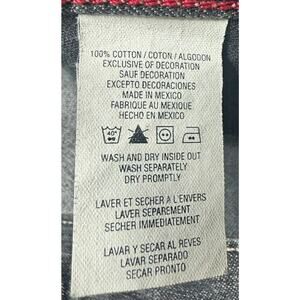 100% COTTON / COTON / ALGODON
EXCLUSIVE OF DECORATION
SAUF DECORATION
EXCEPTO DECORACIONES
MADE IN MEXICO
FABRIQUE AU MEXIQUE
HECHO EN MEXICO
40°
WASH AND DRY INSIDE OUT
WASH SEPARATELY
DRY PROMPTLY
LAVER ET SECHER A L'ENVERS
LAVER SEPAREMENT
SECHER IMMEDIATEMENT
LAVAR Y SECAR AL REVES
LAVAR SEPARADO
SECAR PRONTO